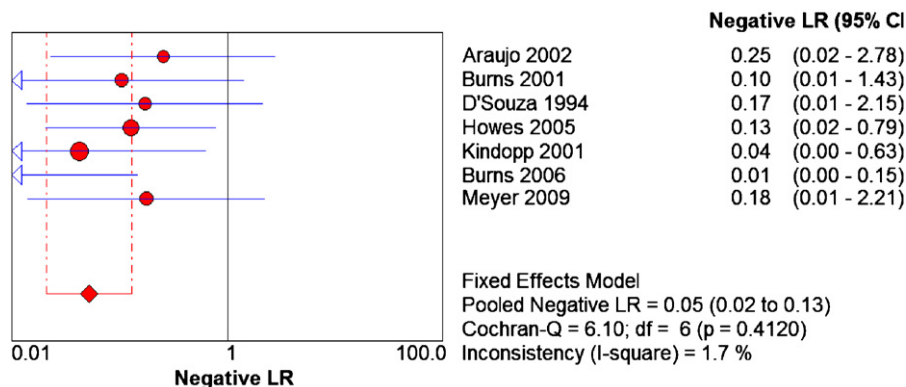 Negative LR (95% CI
Araujo 2002 0.25 (0.02 - 2.78)
Burns 2001 0.10 (0.01 - 1.43)
D'Souza 1994 0.17 (0.01 - 2.15)
Howes 2005 0.13 (0.02 - 0.79)
Kindopp 2001 0.04 (0.00 - 0.63)
Burns 2006 0.01 (0.00 - 0.15)
Meyer 2009 0.18 (0.01 - 2.21)
Fixed Effects Model
Pooled Negative LR = 0.05 (0.02 to 0.13)
Cochran-Q = 6.10; df = 6 (p = 0.4120)
Inconsistency (I-square) = 1.7 %
0.01 1 100.0
Negative LR